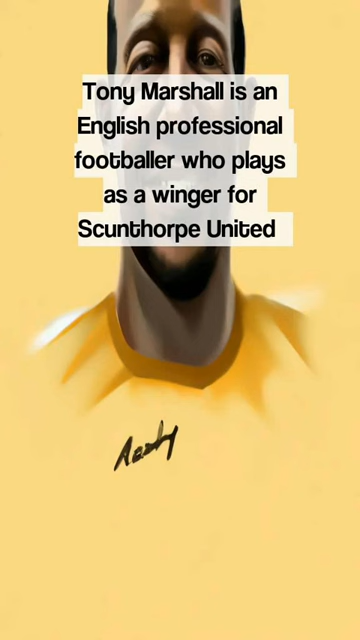 Tony Marshall is an
English professional
footballer who plays
as a winger for
Scunthorpe United